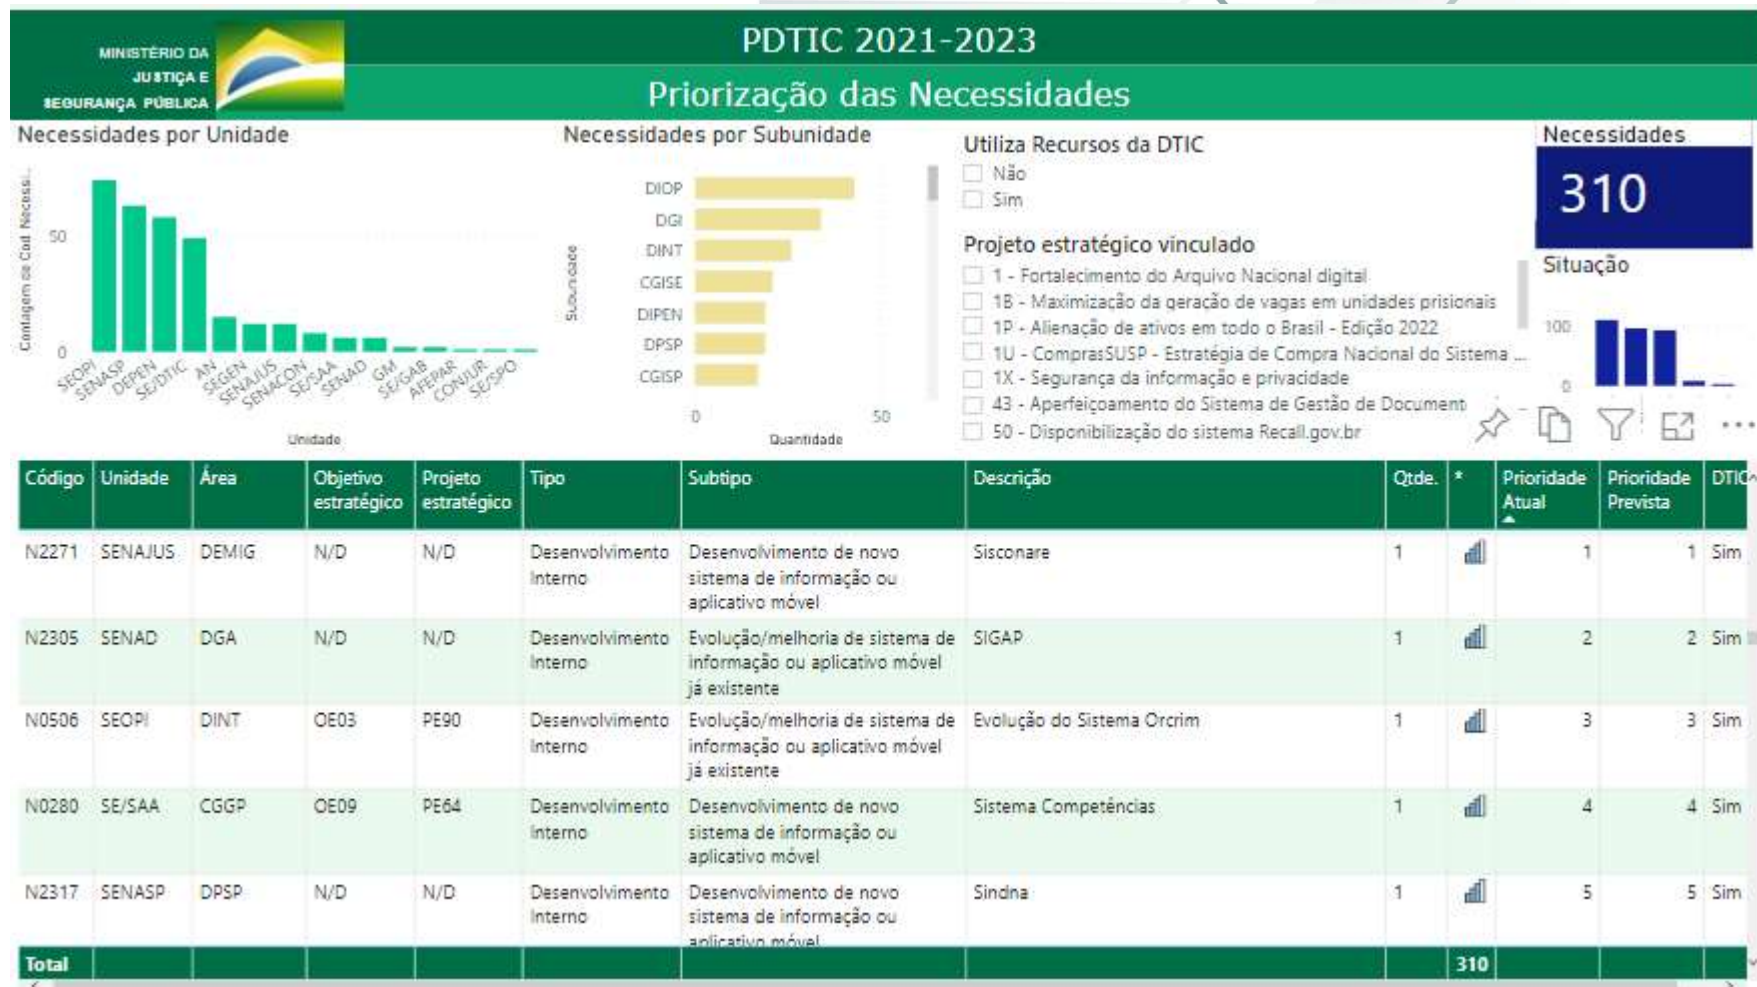 MINISTÉRIO DA
JUSTIÇA E
SEGURANÇA PÚBLICA
PDTIC 2021-2023
Priorização das Necessidades
Necessidades por Unidade
Contagem de Cod Necessi...
50
0
SEOPI SENASP DEPEN SE/DTIC AN SEGEN SENAJUS SENACON SE/SAA SENAD GM SE/GAB AFEPAR CONJUR SE/SPO
Unidade
Necessidades por Subunidade
Subunidade
DIOP
DGI
DINT
CGISE
DIPEN
DPSP
CGISP
0 50
Quantidade
Utiliza Recursos da DTIC
Não
Sim
Projeto estratégico vinculado
1 - Fortalecimento do Arquivo Nacional digital
1B - Maximização da geração de vagas em unidades prisionais
1P - Alienação de ativos em todo o Brasil - Edição 2022
1U - ComprasSUSP - Estratégia de Compra Nacional do Sistema ...
1X - Segurança da informação e privacidade
43 - Aperfeiçoamento do Sistema de Gestão de Document
50 - Disponibilização do sistema Recall.gov.br
Necessidades
310
Situação
100
0
Código Unidade Área Objetivo estratégico Projeto estratégico Tipo Subtipo Descrição Qtde. * Prioridade Atual Prioridade Prevista DTIC
N2271 SENAJUS DEMIG N/D N/D Desenvolvimento Desenvolvimento de novo Sisconare 1 1 1 Sim
Interno sistema de informação ou
aplicativo móvel
N2305 SENAD DGA N/D N/D Desenvolvimento Evolução/melhoria de sistema de SIGAP 1 2 2 Sim
Interno informação ou aplicativo móvel
já existente
N0506 SEOPI DINT OE03 PE90 Desenvolvimento Evolução/melhoria de sistema de Evolução do Sistema Orcrim 1 3 3 Sim
Interno informação ou aplicativo móvel
já existente
N0280 SE/SAA CGGP OE09 PE64 Desenvolvimento Desenvolvimento de novo Sistema Competências 1 4 4 Sim
Interno sistema de informação ou
aplicativo móvel
N2317 SENASP DPSP N/D N/D Desenvolvimento Desenvolvimento de novo Sindna 1 5 5 Sim
Interno sistema de informação ou
aplicativo móvel
Total 310